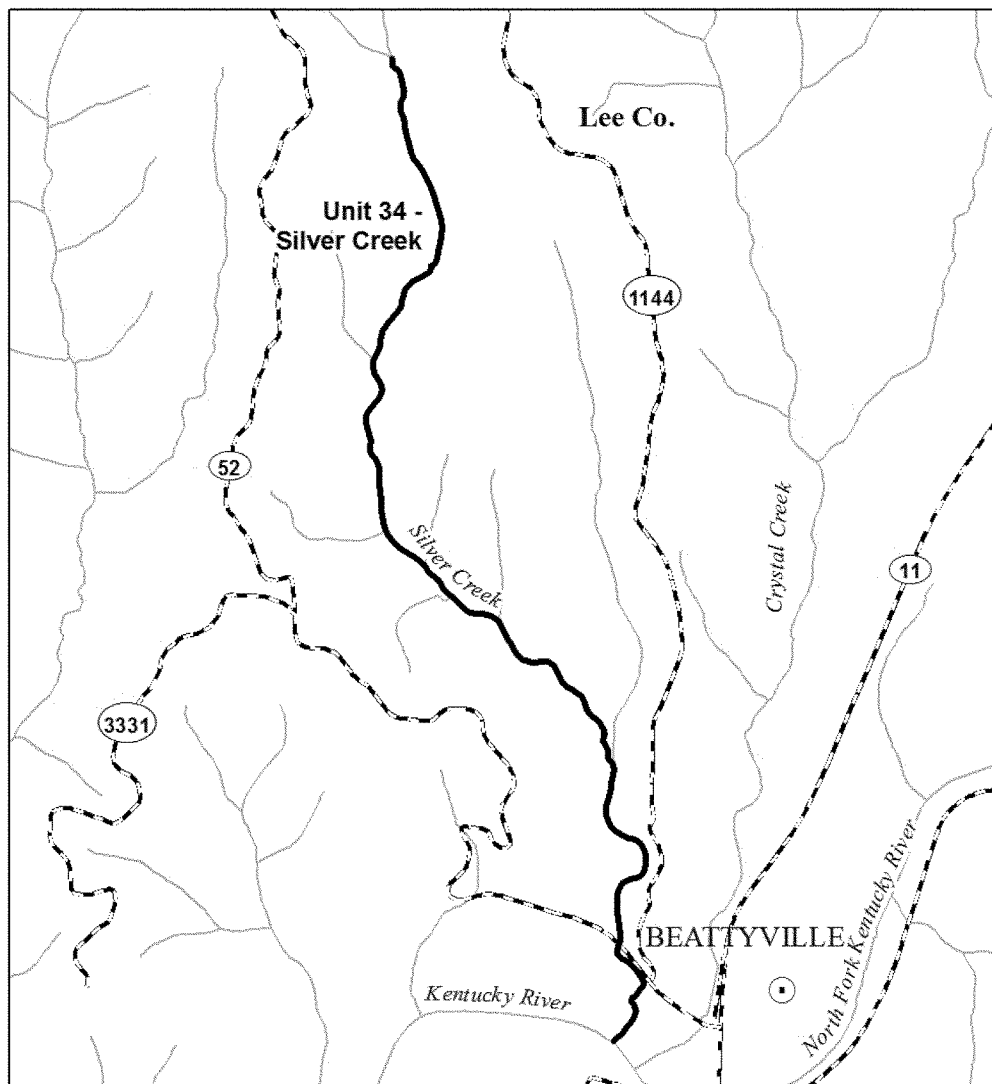 Lee Co.
Unit 34 -
Silver Creek
1144
52
Silver Creek
Crystal Creek
11
3331
North Fork Kentucky River
BEATTYVILLE
Kentucky River